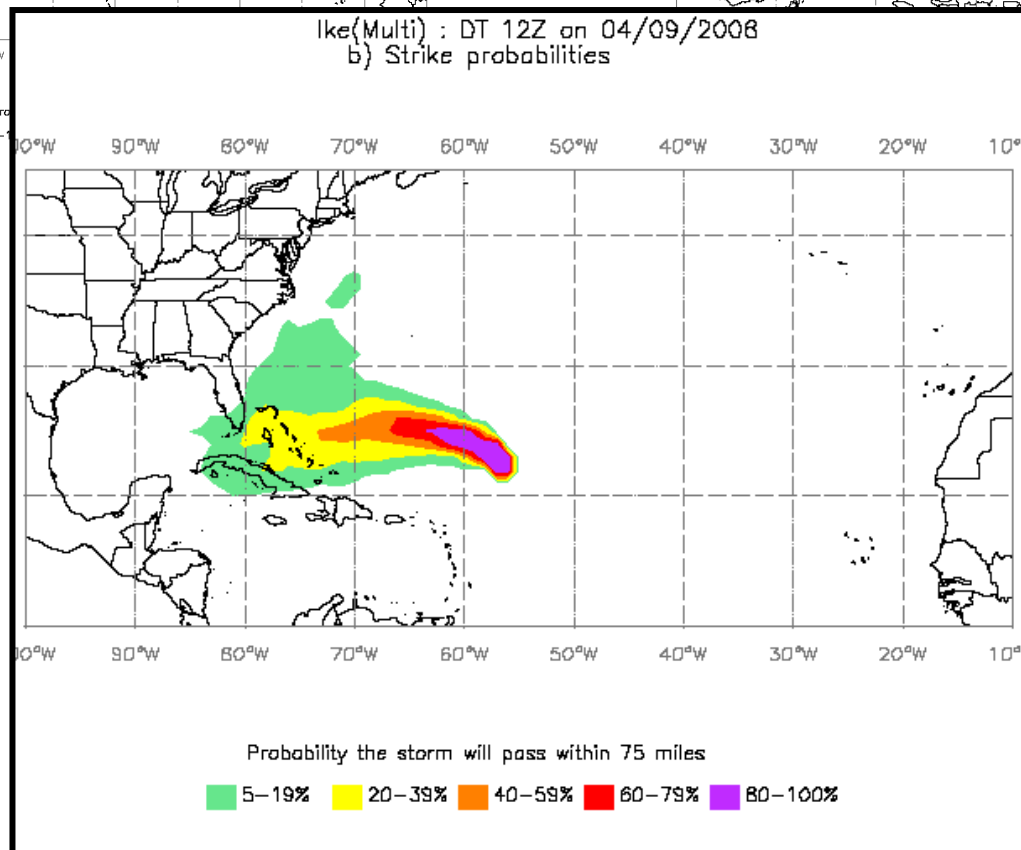 Ike(Multi) : DT 12Z on 04/09/2008
b) Strike probabilities
90°W 80°W 70°W 60°W 50°W 40°W 30°W 20°W
90°W 80°W 70°W 60°W 50°W 40°W 30°W 20°W
Probability the storm will pass within 75 miles
5-19% 20-39% 40-59% 60-79% 80-100%